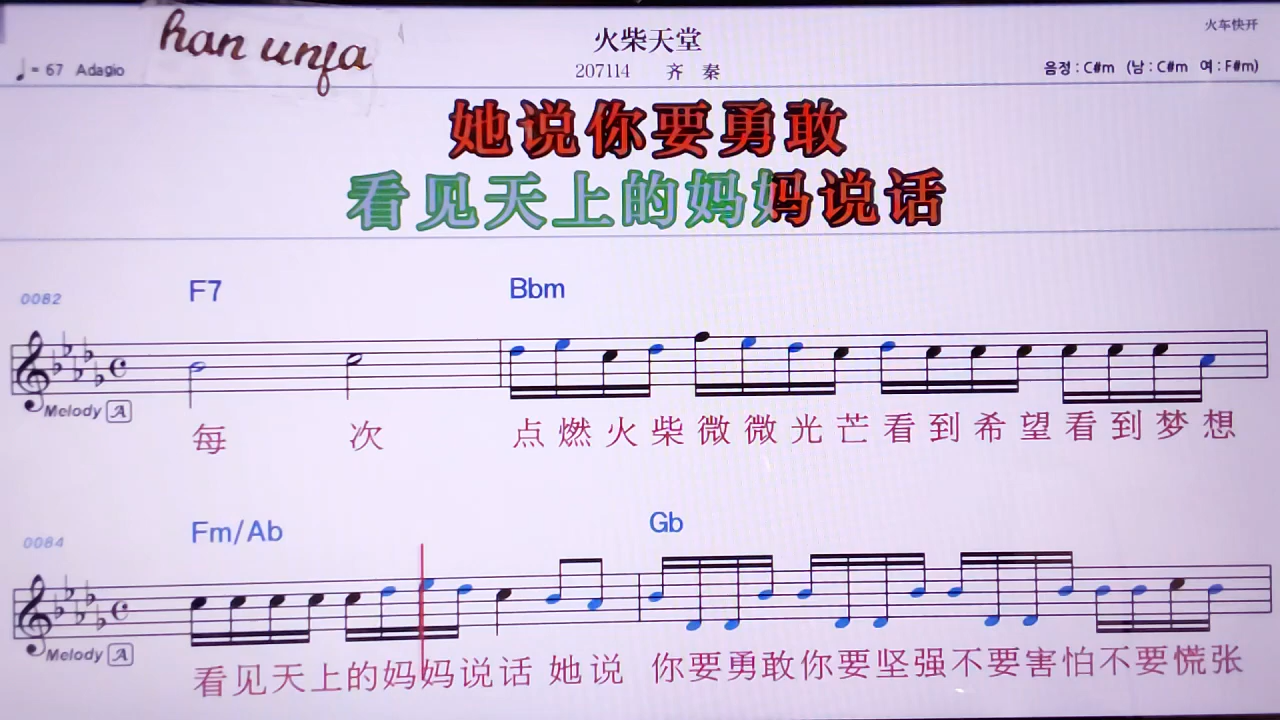 han unfa
火柴天堂
火车快开
♩= 67 Adagio
207114 齐 秦
음정 : C#m (남 : C#m 여 : F#m)
她说你要勇敢
看见天上的妈妈说话
0082
F7 Bbm
Melody A
每 次 点 燃 火 柴 微 微 光 芒 看 到 希 望 看 到 梦 想
0084
Fm/Ab Gb
Melody A
看见天上的妈妈说话 她说 你要勇敢你要坚强不要害怕不要慌张